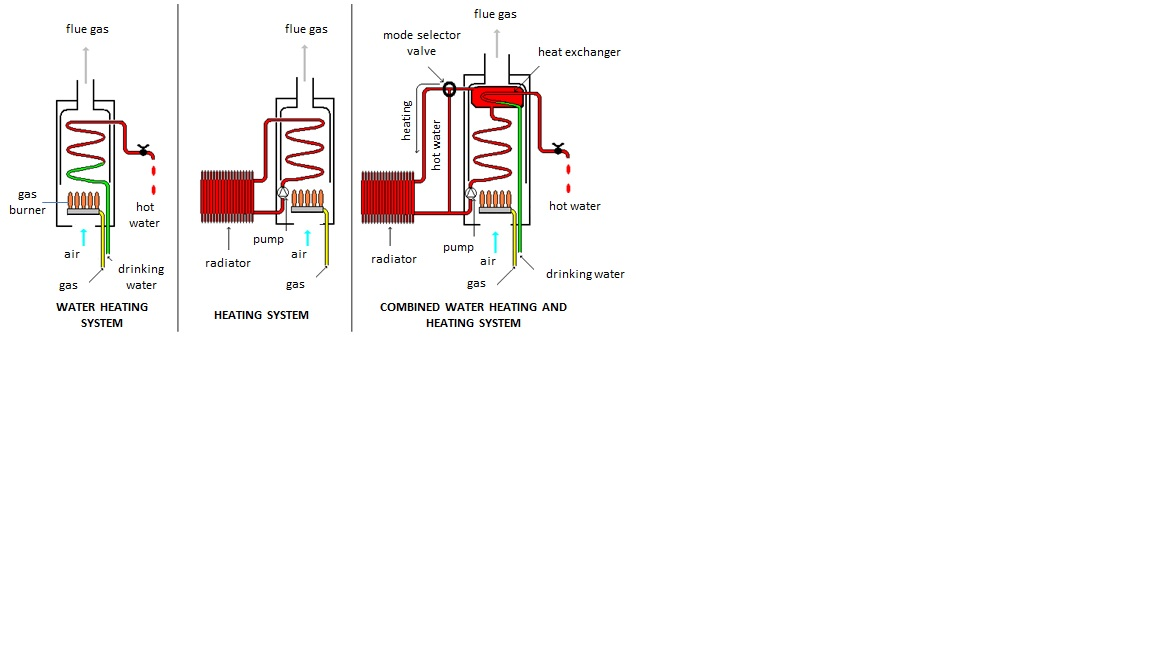 flue gas
gas
burner
hot
water
air
drinking
water
gas
WATER HEATING
SYSTEM
flue gas
pump
air
radiator
gas
HEATING SYSTEM
flue gas
mode selector
valve
heat exchanger
heating
hot water
hot water
pump
radiator
air
drinking water
gas
COMBINED WATER HEATING AND
HEATING SYSTEM